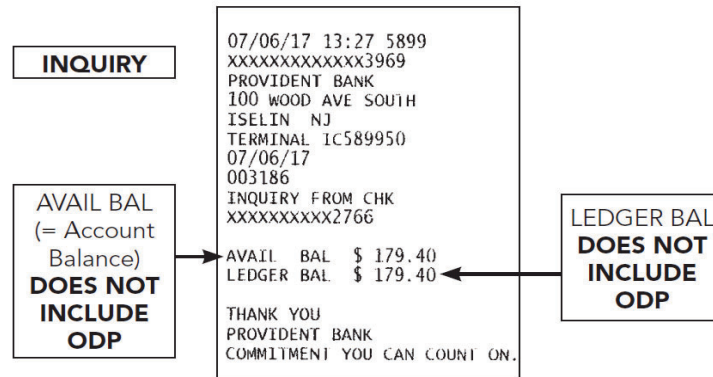 INQUIRY
07/06/17 13:27 5899
XXXXXXXXXXXXX3969
PROVIDENT BANK
100 WOOD AVE SOUTH
ISELIN NJ
TERMINAL IC589950
07/06/17
003186
INQUIRY FROM CHK
XXXXXXXXXX2766
AVAIL BAL $ 179.40
LEDGER BAL $ 179.40
THANK YOU
PROVIDENT BANK
COMMITMENT YOU CAN COUNT ON.
AVAIL BAL
(= Account
Balance)
DOES NOT
INCLUDE
ODP
LEDGER BAL
DOES NOT
INCLUDE
ODP